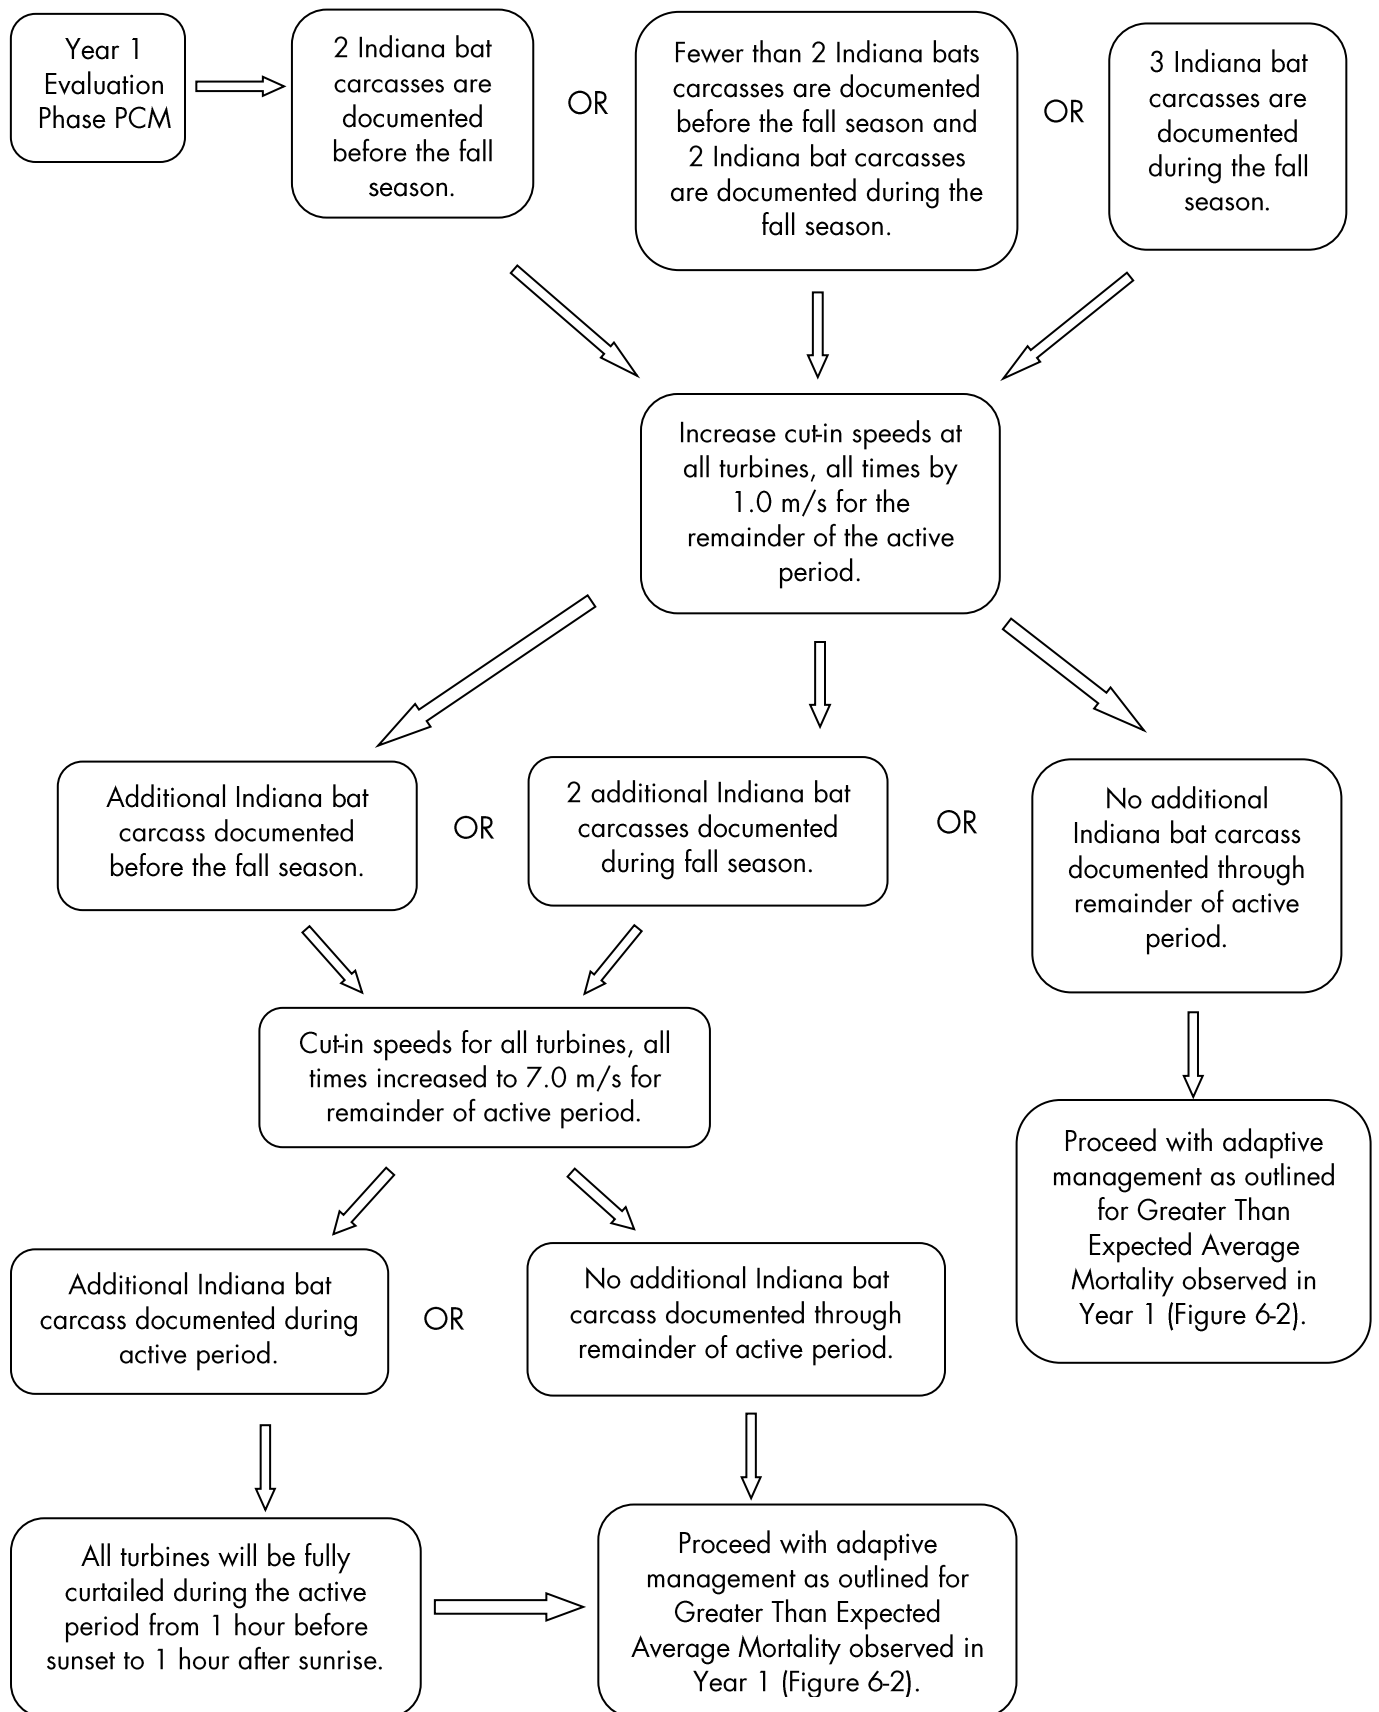 Year 1
Evaluation
Phase PCM
2 Indiana bat
carcasses are
documented
before the fall
season.
OR
Fewer than 2 Indiana bats
carcasses are documented
before the fall season and
2 Indiana bat carcasses
are documented during the
fall season.
OR
3 Indiana bat
carcasses are
documented
during the fall
season.
Increase cut-in speeds at
all turbines, all times by
1.0 m/s for the
remainder of the active
period.
Additional Indiana bat
carcass documented
before the fall season.
OR
2 additional Indiana bat
carcasses documented
during fall season.
OR
No additional
Indiana bat carcass
documented through
remainder of active
period.
Cut-in speeds for all turbines, all
times increased to 7.0 m/s for
remainder of active period.
Proceed with adaptive
management as outlined
for Greater Than
Expected Average
Mortality observed in
Year 1 (Figure 6-2).
Additional Indiana bat
carcass documented during
active period.
OR
No additional Indiana bat
carcass documented through
remainder of active period.
All turbines will be fully
curtailed during the active
period from 1 hour before
sunset to 1 hour after sunrise.
Proceed with adaptive
management as outlined for
Greater Than Expected
Average Mortality observed in
Year 1 (Figure 6-2).